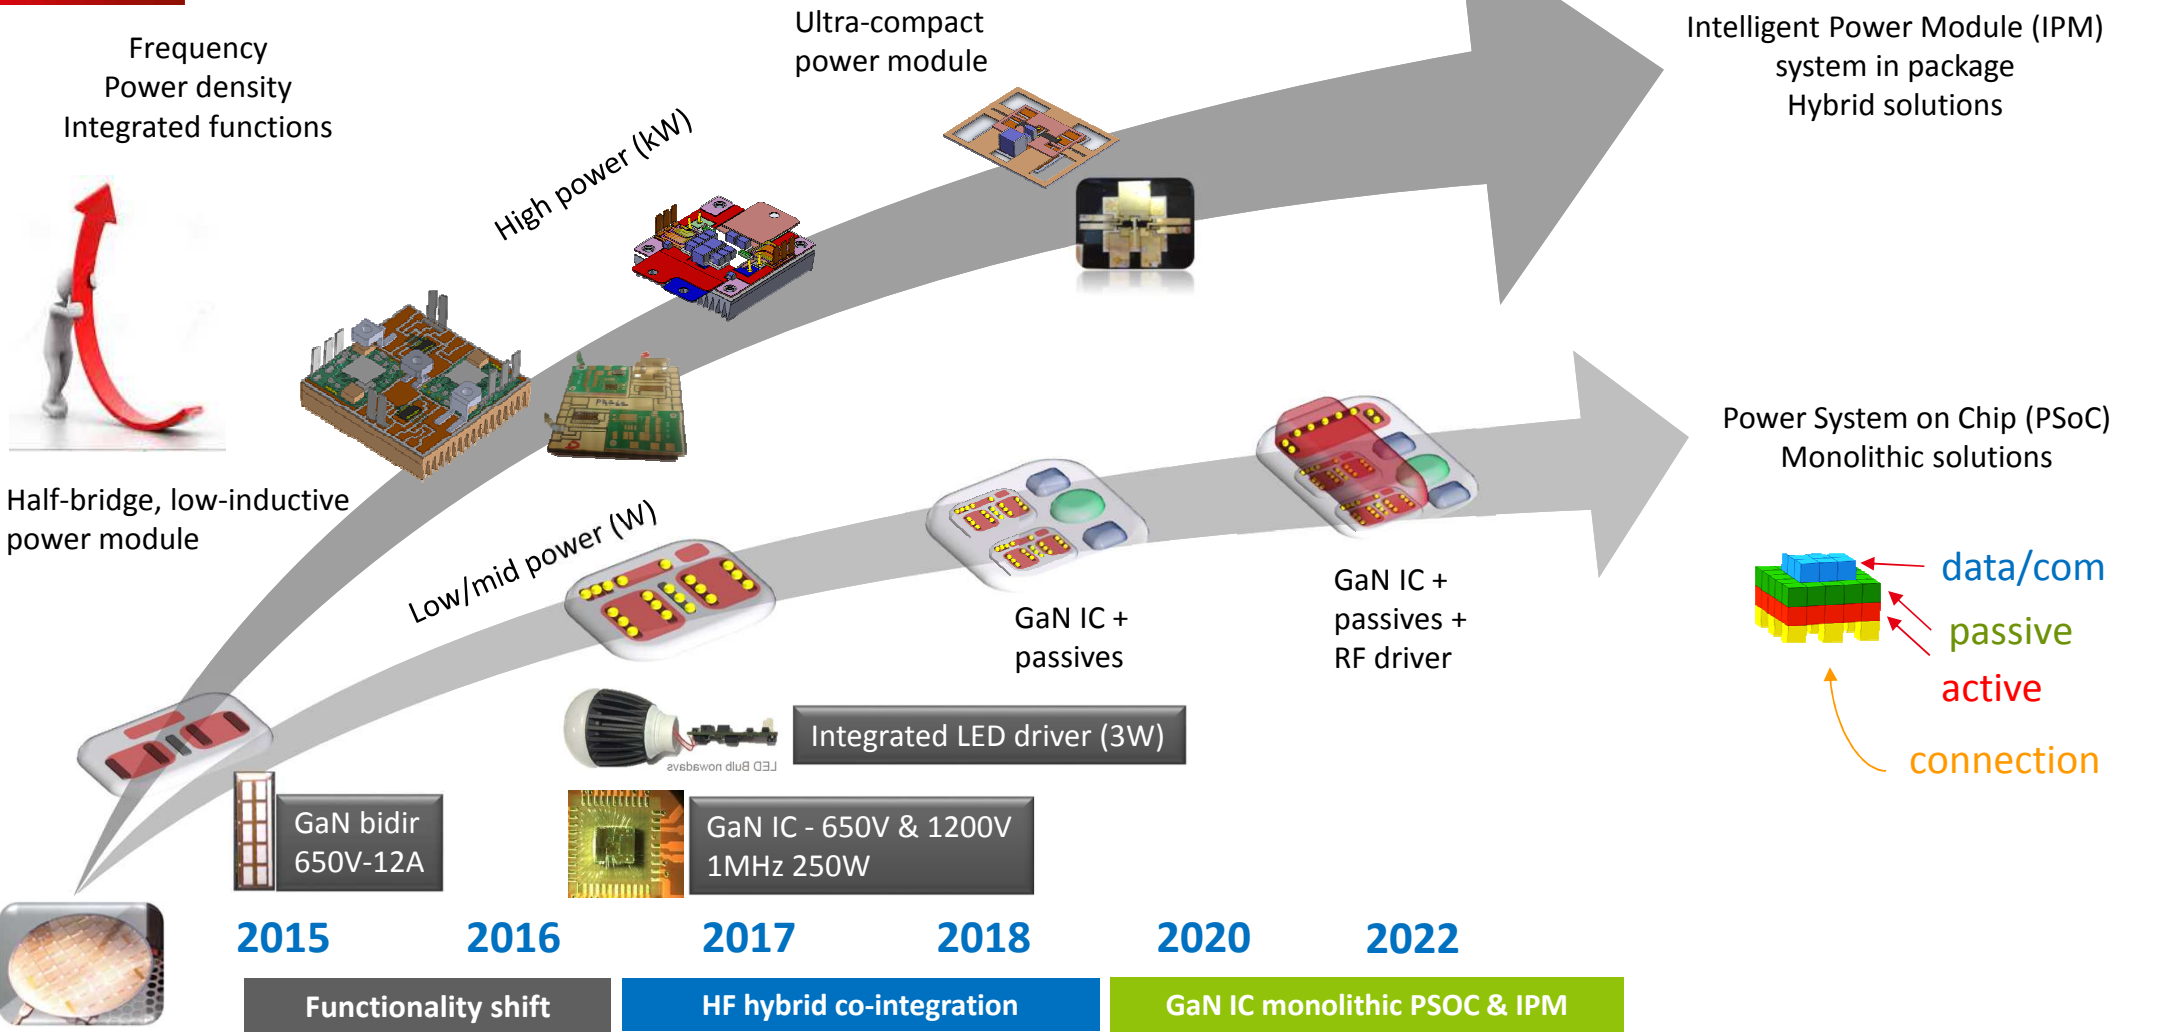 Frequency
Power density
Integrated functions
Ultra-compact
power module
Intelligent Power Module (IPM)
system in package
Hybrid solutions
High power (kW)
Half-bridge, low-inductive
power module
Low/mid power (W)
Power System on Chip (PSoC)
Monolithic solutions
GaN IC +
passives
GaN IC +
passives +
RF driver
data/com
passive
active
connection
Integrated LED driver (3W)
LED Bulb nowadays
GaN bidir
650V-12A
GaN IC - 650V & 1200V
1MHz 250W
2015
2016
2017
2018
2020
2022
Functionality shift
HF hybrid co-integration
GaN IC monolithic PSOC & IPM